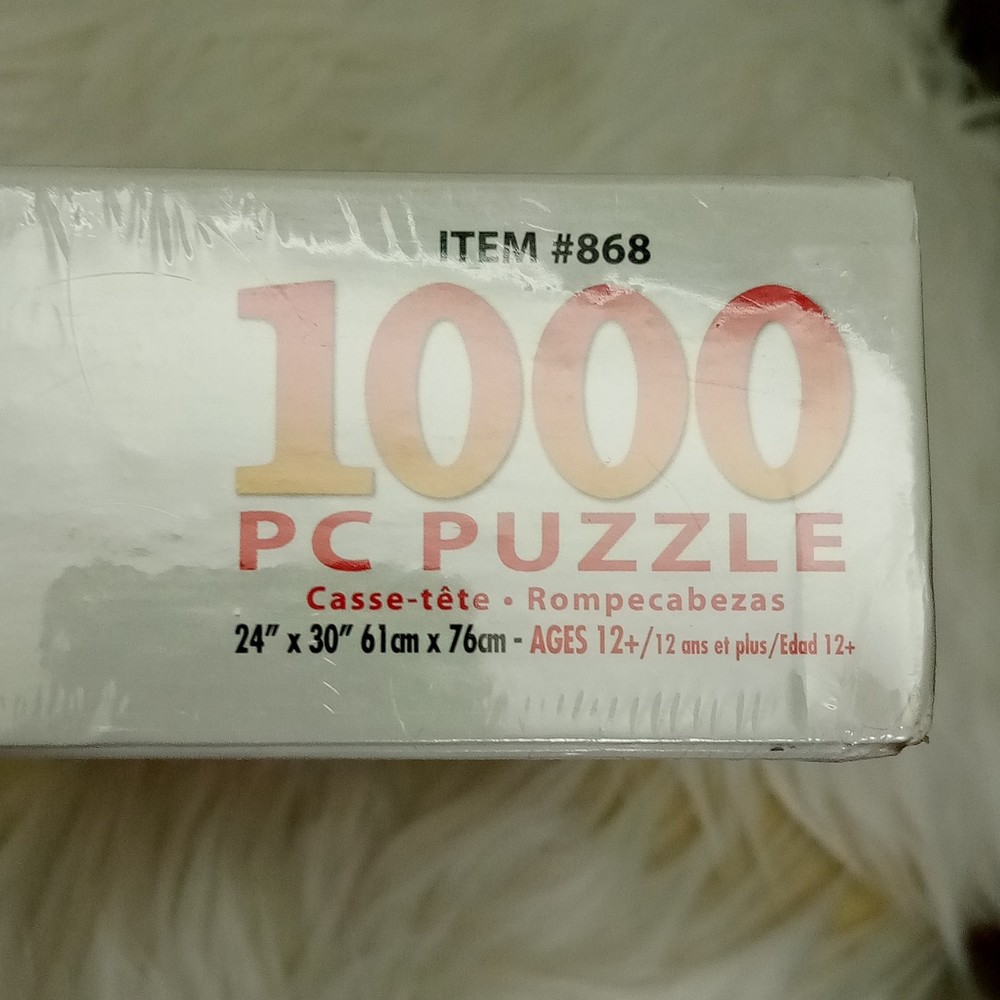 ITEM #868
1000
PC PUZZLE
Casse-tête • Rompecabezas
24” x 30” 61cm x 76cm - AGES 12+/12 ans et plus/Edad 12+